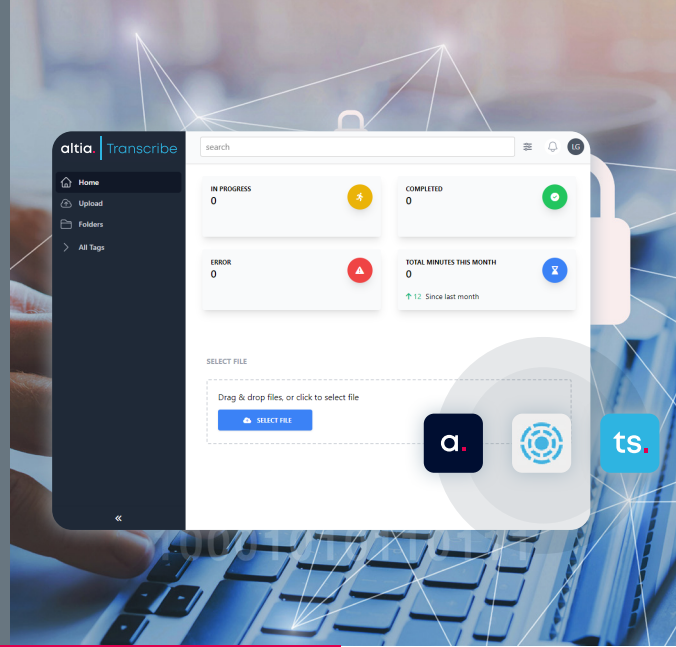 altia. Transcribe
search
LG
Home
Upload
Folders
All Tags
IN PROGRESS
0
COMPLETED
0
ERROR
0
TOTAL MINUTES THIS MONTH
0
12 Since last month
SELECT FILE
Drag & drop files, or click to select file
SELECT FILE
a.
ts.